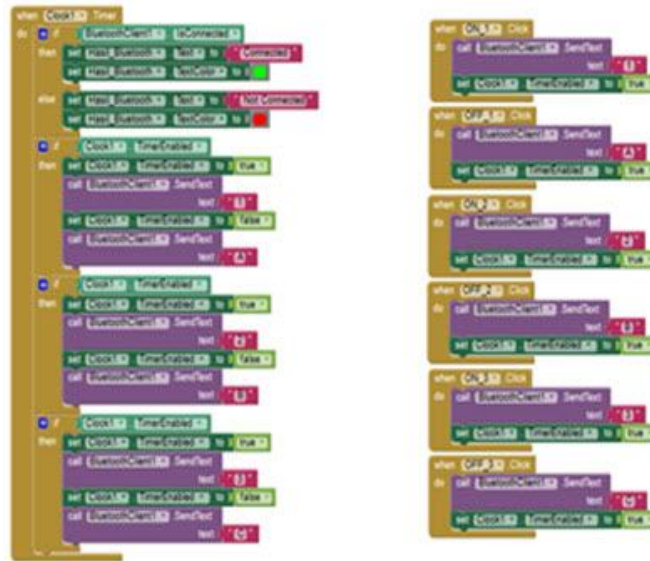 when Clock1 .Timer
do if BluetoothClient1 . IsConnected
then set Hasil_Bluetooth . Text to " Connected "
set Hasil_Bluetooth . TextColor to
else set Hasil_Bluetooth . Text to " Not Connected "
set Hasil_Bluetooth . TextColor to
if Clock1 . TimerEnabled
then set Clock1 . TimerEnabled to true
call BluetoothClient1 .SendText
text " 1 "
set Clock1 . TimerEnabled to false
call BluetoothClient1 .SendText
text " A "
if Clock1 . TimerEnabled
then set Clock1 . TimerEnabled to true
call BluetoothClient1 .SendText
text " 2 "
set Clock1 . TimerEnabled to false
call BluetoothClient1 .SendText
text " B "
if Clock1 . TimerEnabled
then set Clock1 . TimerEnabled to true
call BluetoothClient1 .SendText
text " 3 "
set Clock1 . TimerEnabled to false
call BluetoothClient1 .SendText
text " C "
when ON_1 .Click
do call BluetoothClient1 .SendText
text " 1 "
set Clock1 . TimerEnabled to true
when OFF_1 .Click
do call BluetoothClient1 .SendText
text " A "
set Clock1 . TimerEnabled to true
when ON_2 .Click
do call BluetoothClient1 .SendText
text " 2 "
set Clock1 . TimerEnabled to true
when OFF_2 .Click
do call BluetoothClient1 .SendText
text " B "
set Clock1 . TimerEnabled to true
when ON_3 .Click
do call BluetoothClient1 .SendText
text " 3 "
set Clock1 . TimerEnabled to true
when OFF_3 .Click
do call BluetoothClient1 .SendText
text " C "
set Clock1 . TimerEnabled to true